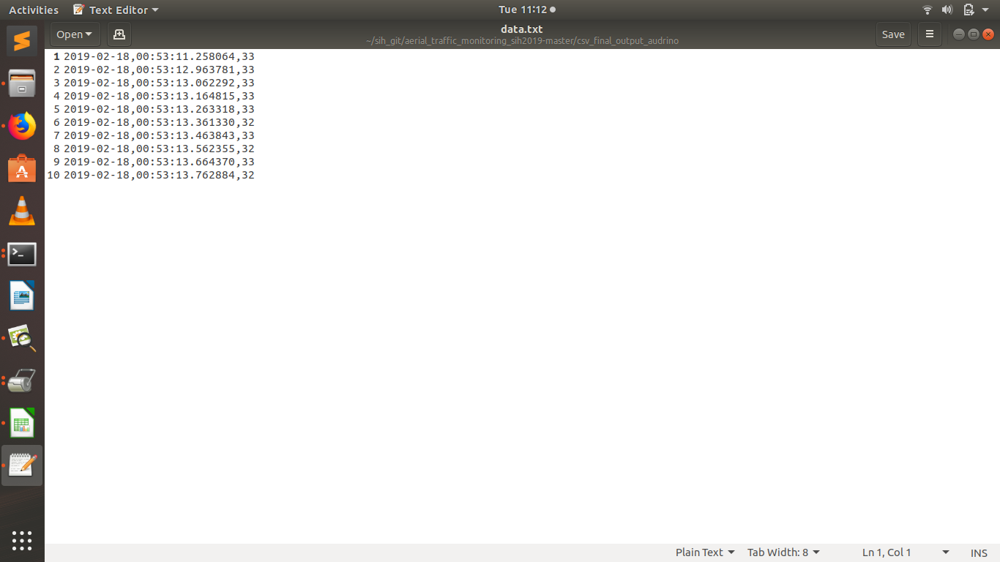 Activities Text Editor Tue 11:12
Open data.txt Save
~/sih_git/aerial_traffic_monitoring_sih2019-master/csv_final_output_audrino
1 2019-02-18,00:53:11.258064,33
2 2019-02-18,00:53:12.963781,33
3 2019-02-18,00:53:13.062292,33
4 2019-02-18,00:53:13.164815,33
5 2019-02-18,00:53:13.263318,33
6 2019-02-18,00:53:13.361330,32
7 2019-02-18,00:53:13.463843,33
8 2019-02-18,00:53:13.562355,32
9 2019-02-18,00:53:13.664370,33
10 2019-02-18,00:53:13.762884,32
Plain Text Tab Width: 8 Ln 1, Col 1 INS